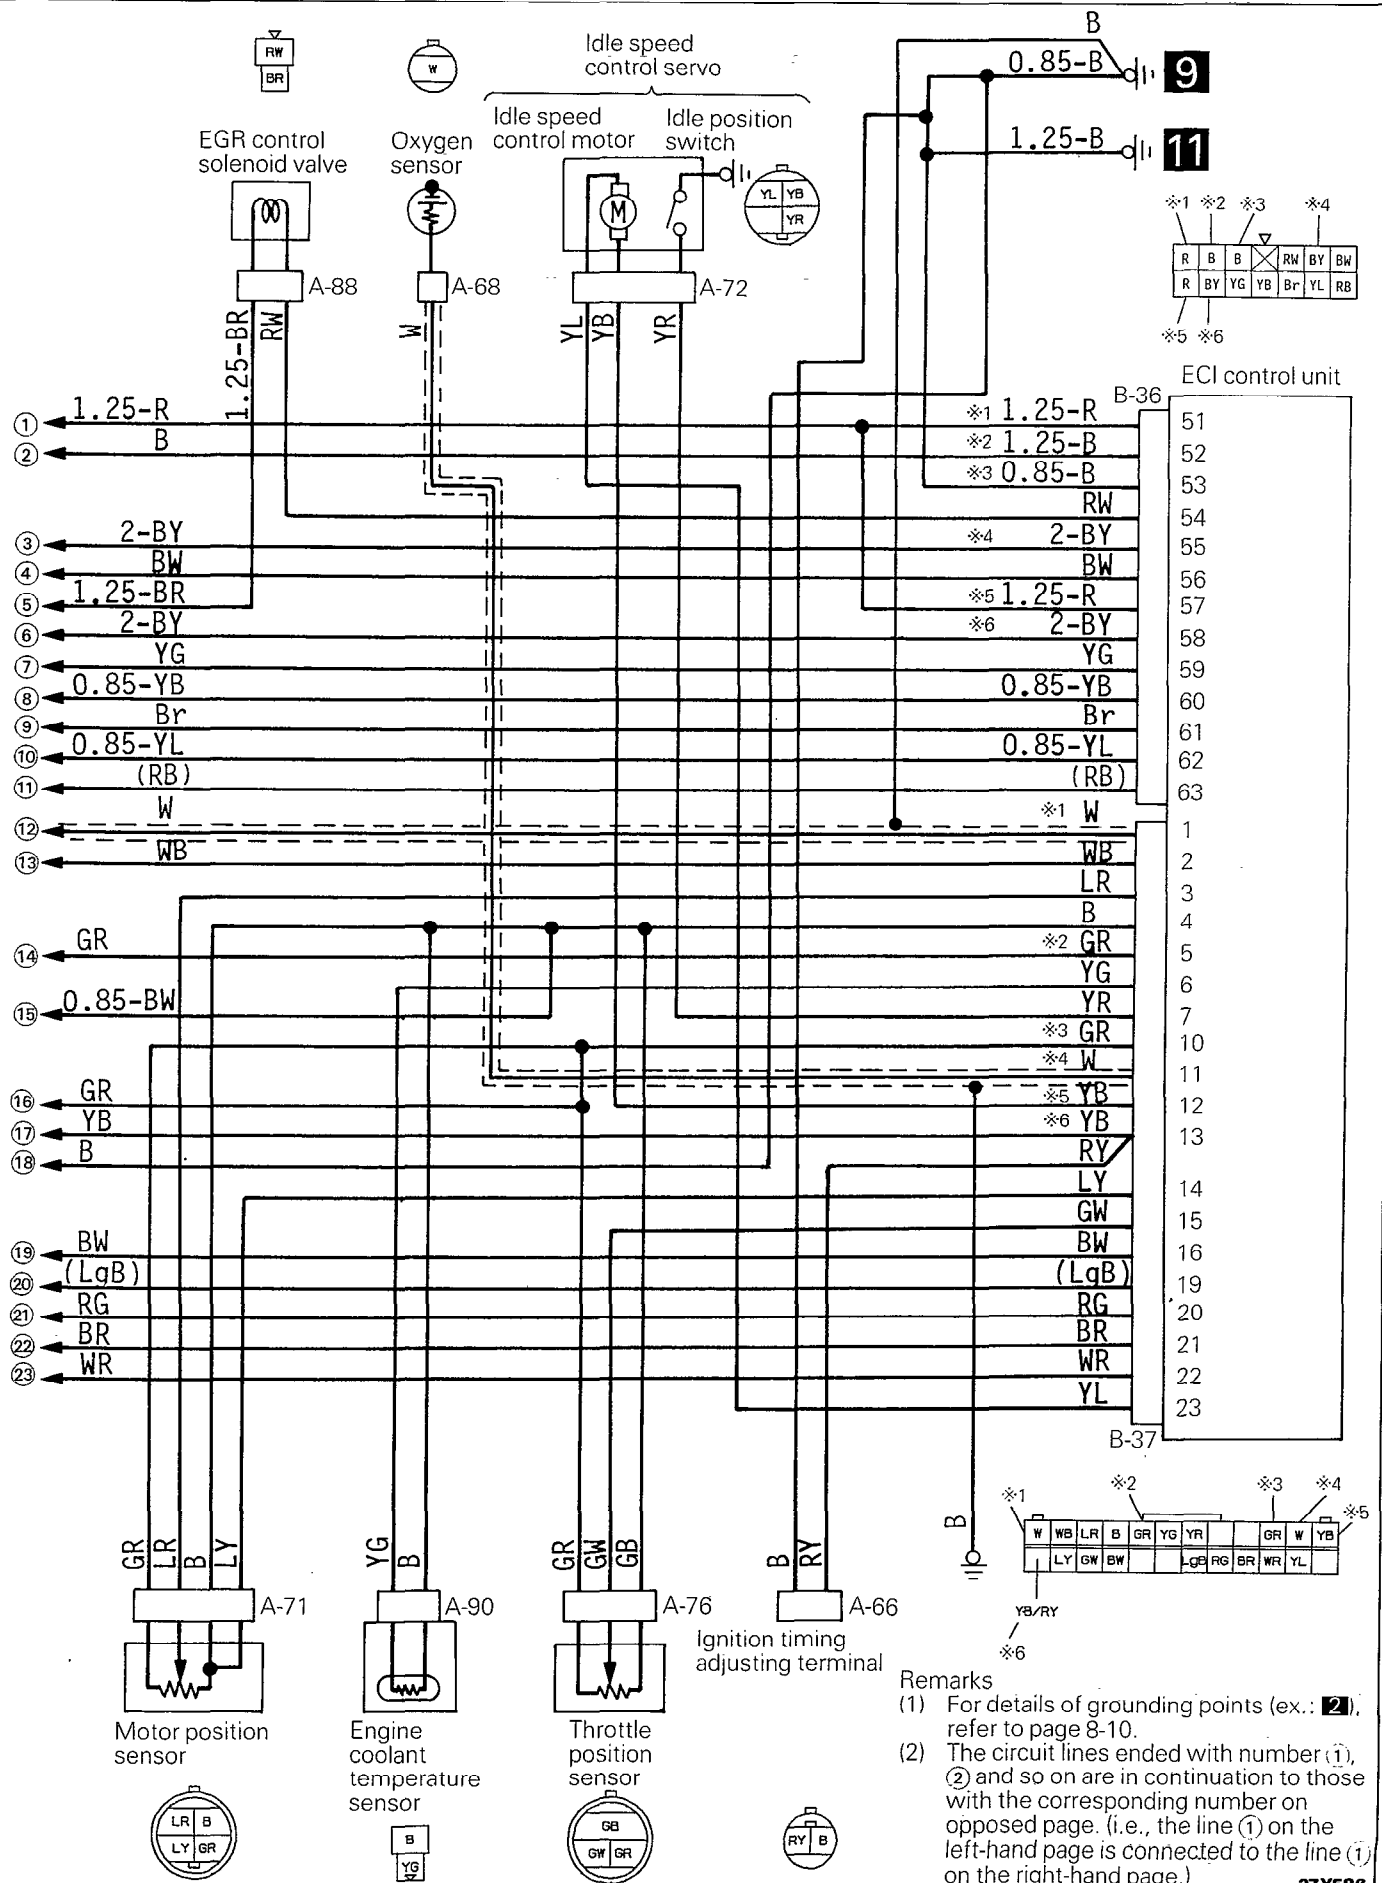 B
Idle speed
control servo
0.85-B
9
RW
BR
W
Idle speed
control motor
Idle position
switch
EGR control
solenoid valve
Oxygen
sensor
1.25-B
11
M
YL YB
YR
※1 ※2 ※3 ※4
R B B RW BY BW
R BY YG YB Br YL RB
※5 ※6
A-88
A-68
A-72
1.25-BR
RW
W
YL
YB
YR
ECI control unit
B-36
① 1.25-R ※1 1.25-R 51
② B ※2 1.25-B 52
※3 0.85-B 53
RW 54
③ 2-BY ※4 2-BY 55
④ BW BW 56
⑤ 1.25-BR ※5 1.25-R 57
⑥ 2-BY ※6 2-BY 58
⑦ YG YG 59
⑧ 0.85-YB 0.85-YB 60
⑨ Br Br 61
⑩ 0.85-YL 0.85-YL 62
⑪ (RB) (RB) 63
⑫ W ※1 W 1
⑬ WB WB 2
LR 3
B 4
⑭ GR ※2 GR 5
YG 6
⑮ 0.85-BW YR 7
※3 GR 10
※4 W 11
⑯ GR ※5 YB 12
⑰ YB ※6 YB 13
⑱ B RY
LY 14
GW 15
⑲ BW BW 16
⑳ (LgB) (LgB) 19
㉑ RG RG 20
㉒ BR BR 21
㉓ WR WR 22
YL 23
B-37
※1 ※2 ※3 ※4 ※5
W WB LR B GR YG YR GR W YB
LY GW BW LgB RG BR WR YL
YB/RY
※6
GR LR B LY
YG B
GR GW GB
B RY
B
A-71
A-90
A-76
A-66
Ignition timing
adjusting terminal
Motor position
sensor
Engine
coolant
temperature
sensor
Throttle
position
sensor
LR B
LY GR
B
YG
GB
GW GR
RY B
Remarks
(1) For details of grounding points (ex.: 2),
refer to page 8-10.
(2) The circuit lines ended with number ①,
② and so on are in continuation to those
with the corresponding number on
opposed page. (i.e., the line ① on the
left-hand page is connected to the line ①
on the right-hand page.)